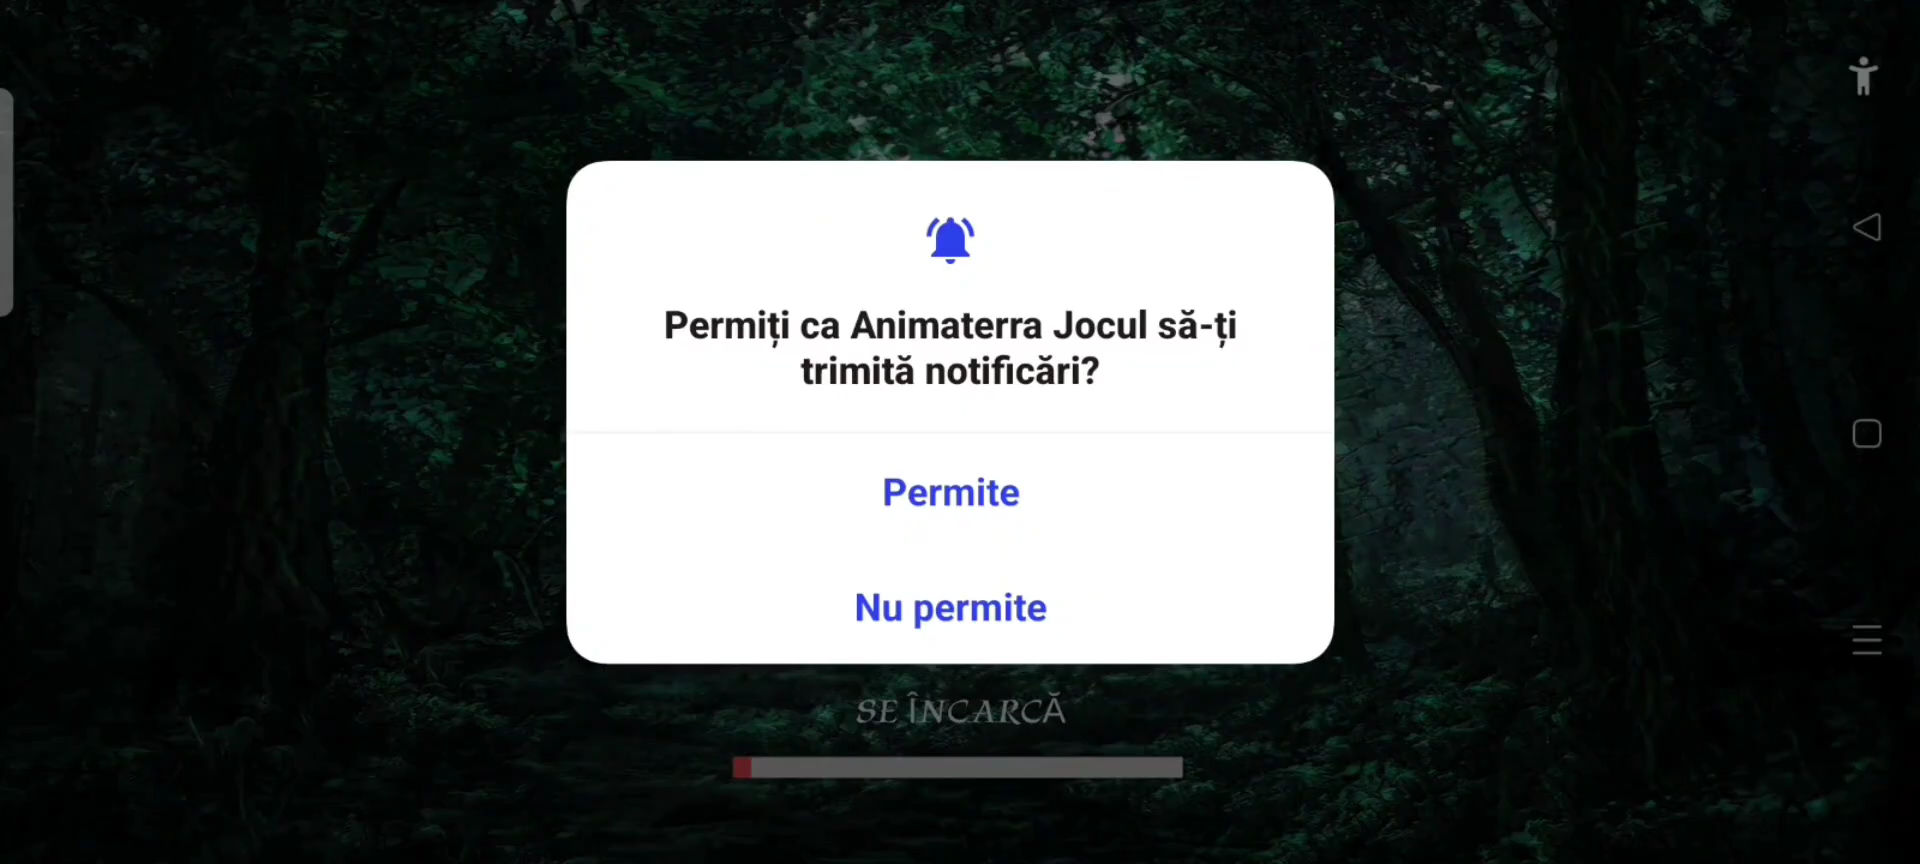 Permiți ca Animaterra Jocul să-ți
trimită notificări?
Permite
Nu permite
SE ÎNCARCĂ